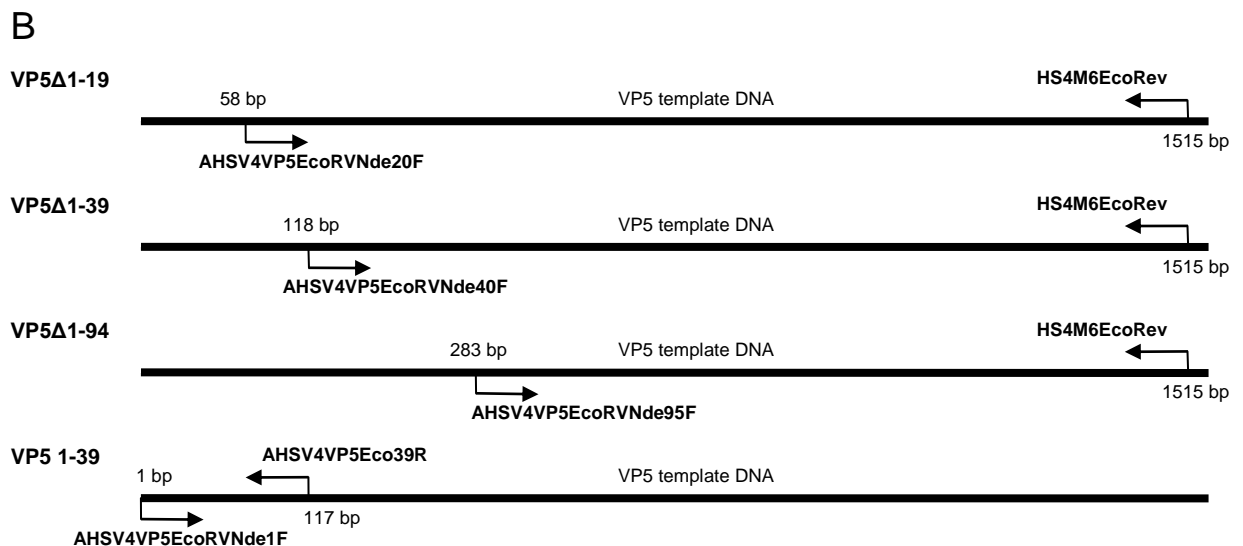 B
VP5Δ1-19
58 bp
VP5 template DNA
HS4M6EcoRev
1515 bp
AHSV4VP5EcoRVNde20F
VP5Δ1-39
118 bp
VP5 template DNA
HS4M6EcoRev
1515 bp
AHSV4VP5EcoRVNde40F
VP5Δ1-94
283 bp
VP5 template DNA
HS4M6EcoRev
1515 bp
AHSV4VP5EcoRVNde95F
VP5 1-39
1 bp
AHSV4VP5Eco39R
VP5 template DNA
117 bp
AHSV4VP5EcoRVNde1F